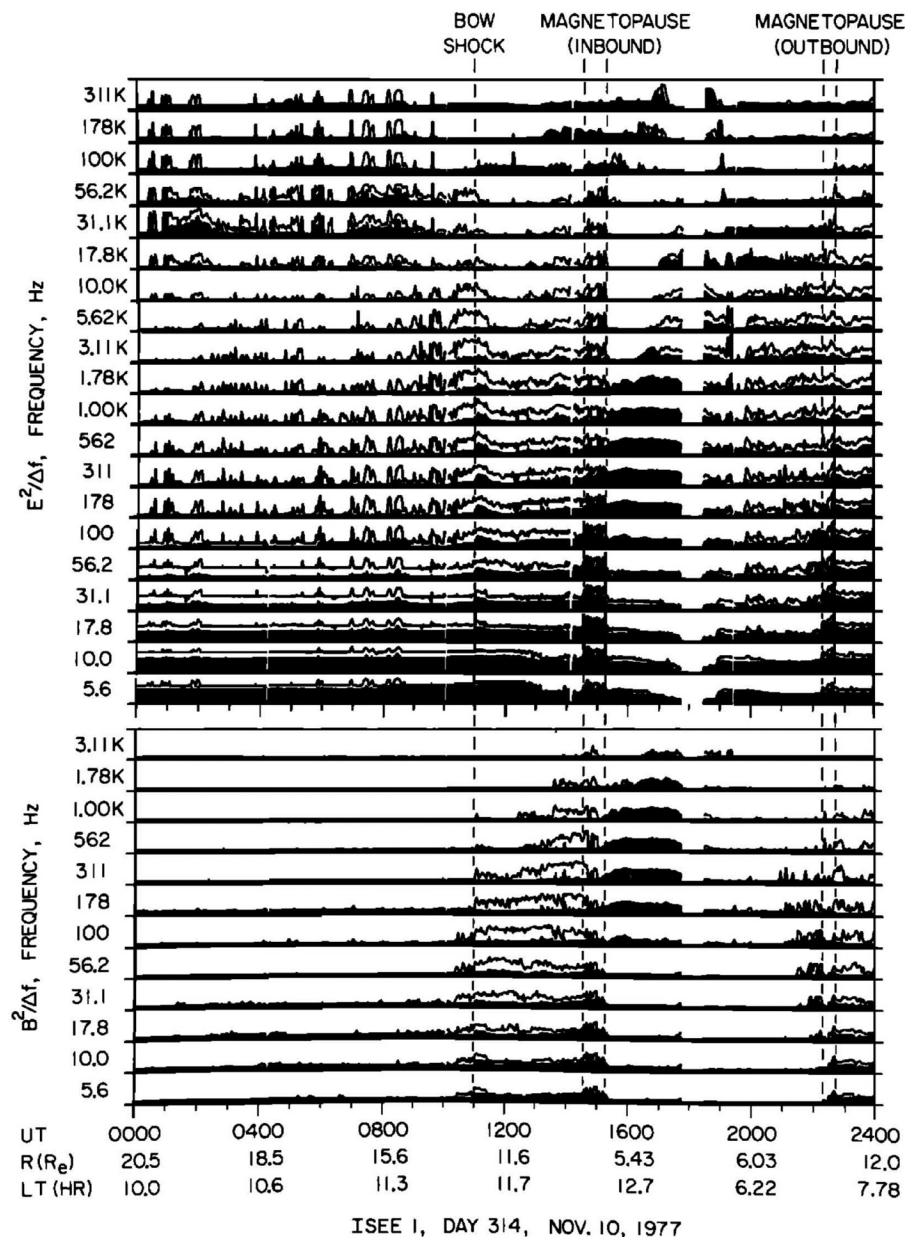 BOW SHOCK
MAGNETOPAUSE (INBOUND)
MAGNETOPAUSE (OUTBOUND)
E²/Δf, FREQUENCY, Hz
311K
178K
100K
56.2K
31.1K
17.8K
10.0K
5.62K
3.11K
1.78K
1.00K
562
311
178
100
56.2
31.1
17.8
10.0
5.6
B²/Δf, FREQUENCY, Hz
3.11K
1.78K
1.00K
562
311
178
100
56.2
31.1
17.8
10.0
5.6
UT 0000 0400 0800 1200 1600 2000 2400
R (Re) 20.5 18.5 15.6 11.6 5.43 6.03 12.0
LT (HR) 10.0 10.6 11.3 11.7 12.7 6.22 7.78
ISEE 1, DAY 314, NOV. 10, 1977